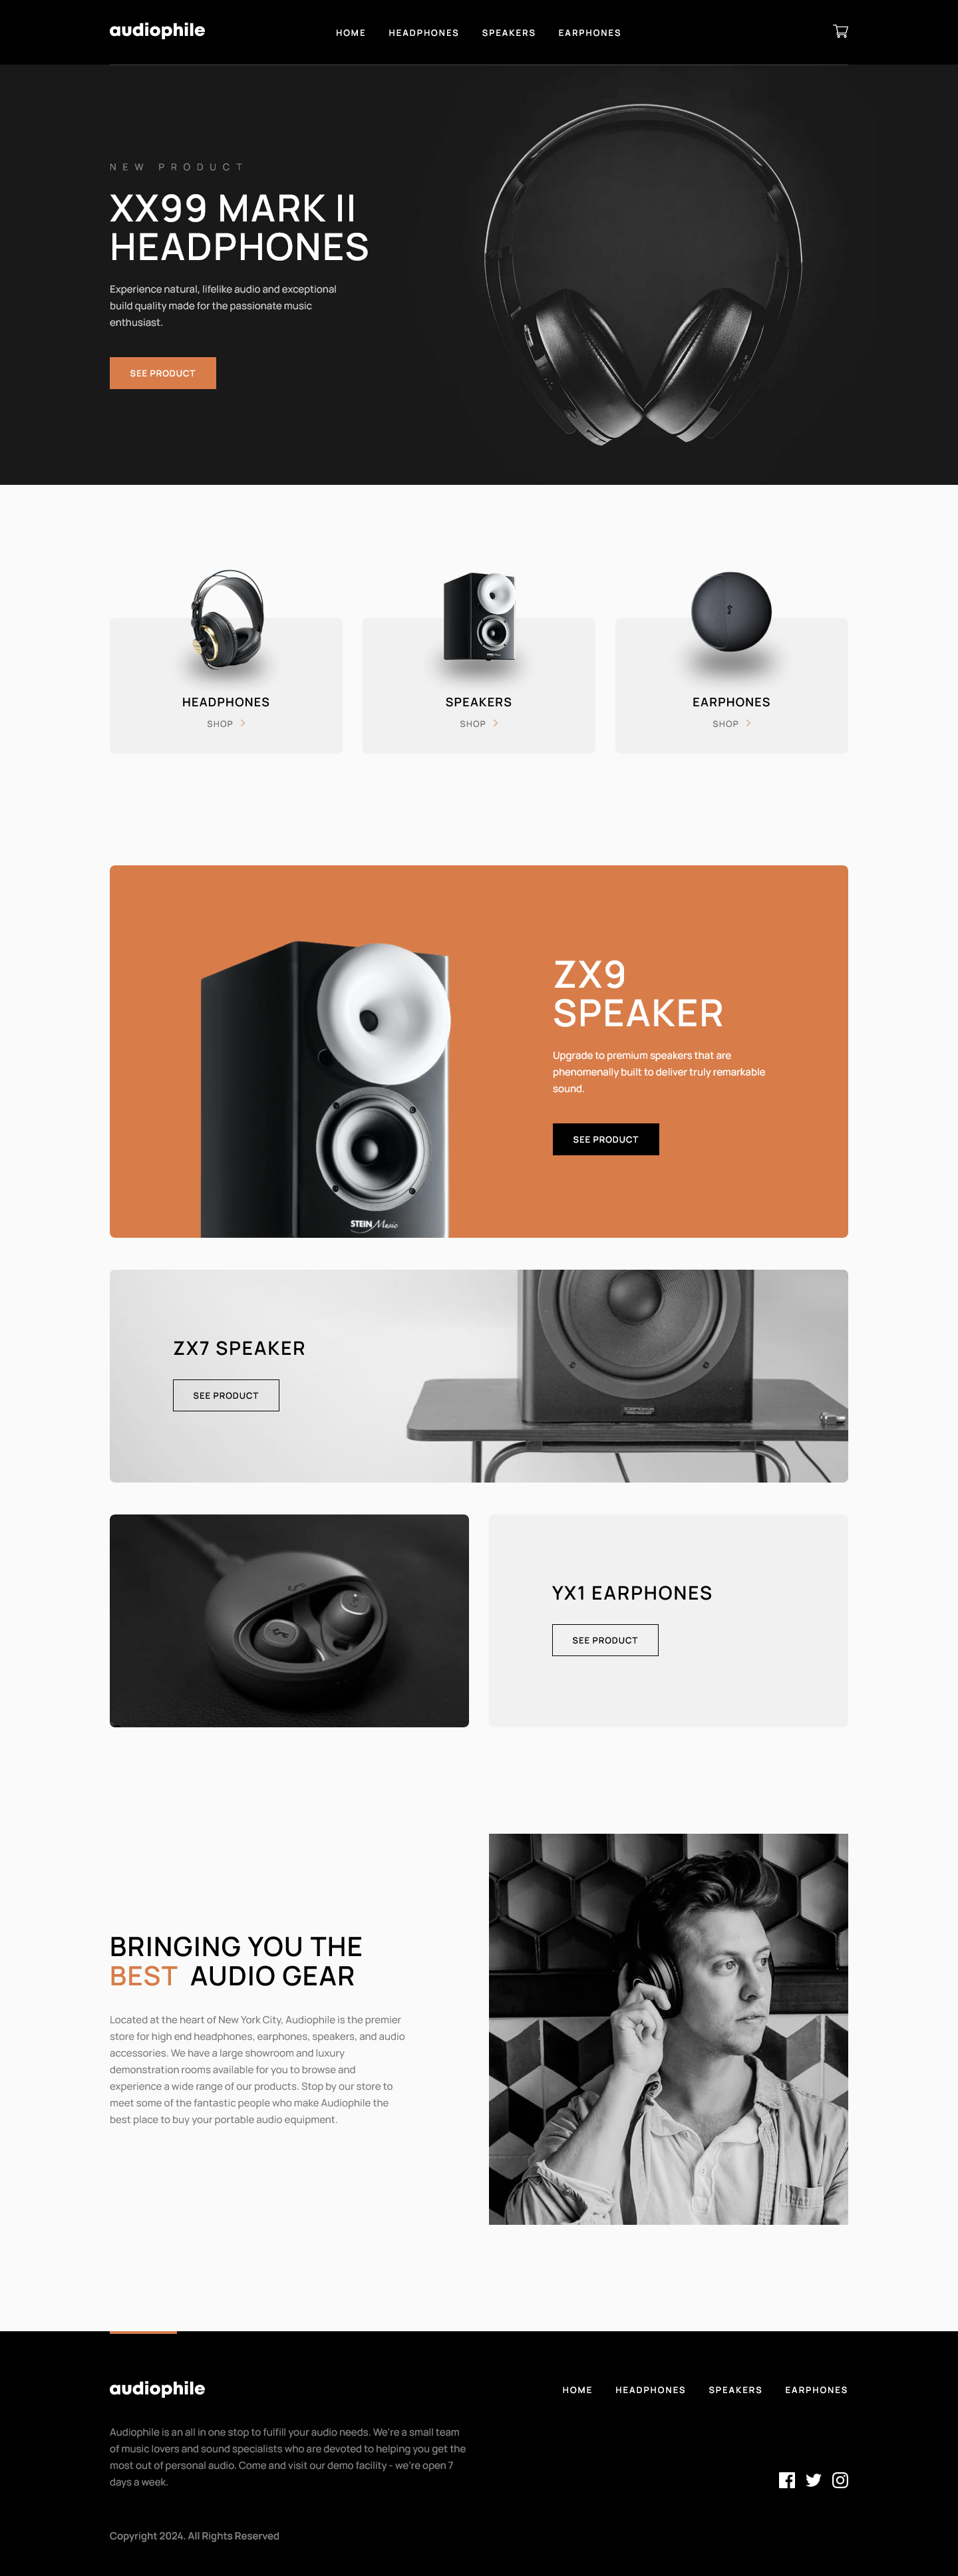 audiophile
HOME HEADPHONES SPEAKERS EARPHONES
NEW PRODUCT
XX99 MARK II
HEADPHONES
Experience natural, lifelike audio and exceptional
build quality made for the passionate music
enthusiast.
SEE PRODUCT
HEADPHONES
SHOP
SPEAKERS
SHOP
EARPHONES
SHOP
ZX9
SPEAKER
Upgrade to premium speakers that are
phenomenally built to deliver truly remarkable
sound.
SEE PRODUCT
STEIN Music
ZX7 SPEAKER
SEE PRODUCT
YX1 EARPHONES
SEE PRODUCT
BRINGING YOU THE
BEST AUDIO GEAR
Located at the heart of New York City, Audiophile is the premier
store for high end headphones, earphones, speakers, and audio
accessories. We have a large showroom and luxury
demonstration rooms available for you to browse and
experience a wide range of our products. Stop by our store to
meet some of the fantastic people who make Audiophile the
best place to buy your portable audio equipment.
audiophile
HOME HEADPHONES SPEAKERS EARPHONES
Audiophile is an all in one stop to fulfill your audio needs. We're a small team
of music lovers and sound specialists who are devoted to helping you get the
most out of personal audio. Come and visit our demo facility - we're open 7
days a week.
Copyright 2024. All Rights Reserved